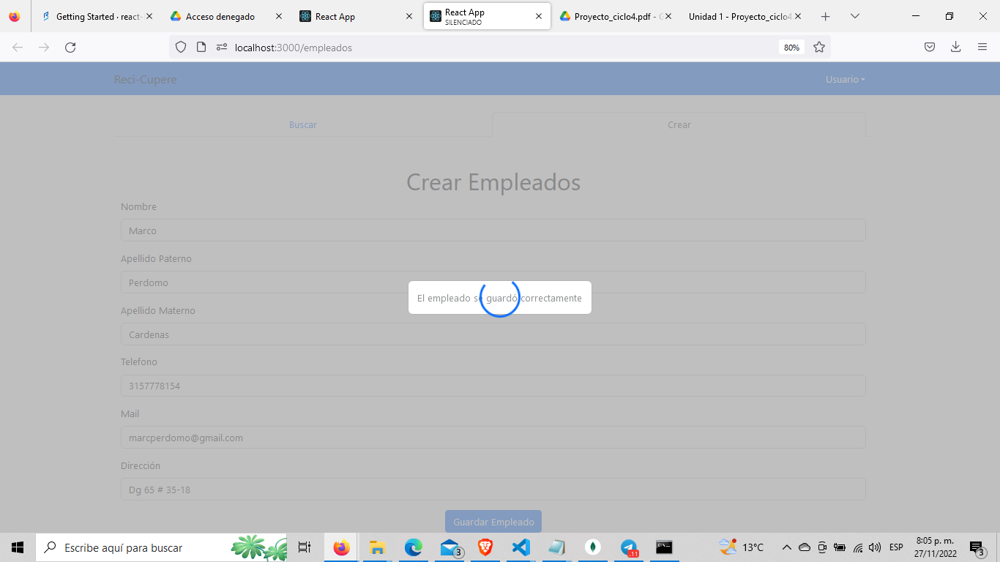 Getting Started · react-
Acceso denegado
React App
React App
SILENCIADO
Proyecto_ciclo4.pdf - G
Unidad 1 - Proyecto_ciclo4.
localhost:3000/empleados
80%
Reci-Cupere
Usuario
Buscar
Crear
Crear Empleados
Nombre
Marco
Apellido Paterno
Perdomo
El empleado se guardó correctamente
Apellido Materno
Cardenas
Telefono
3157778154
Mail
marcperdomo@gmail.com
Dirección
Dg 65 # 35-18
Guardar Empleado
Escribe aquí para buscar
3
11
13°C
ESP
8:05 p. m.
27/11/2022
3